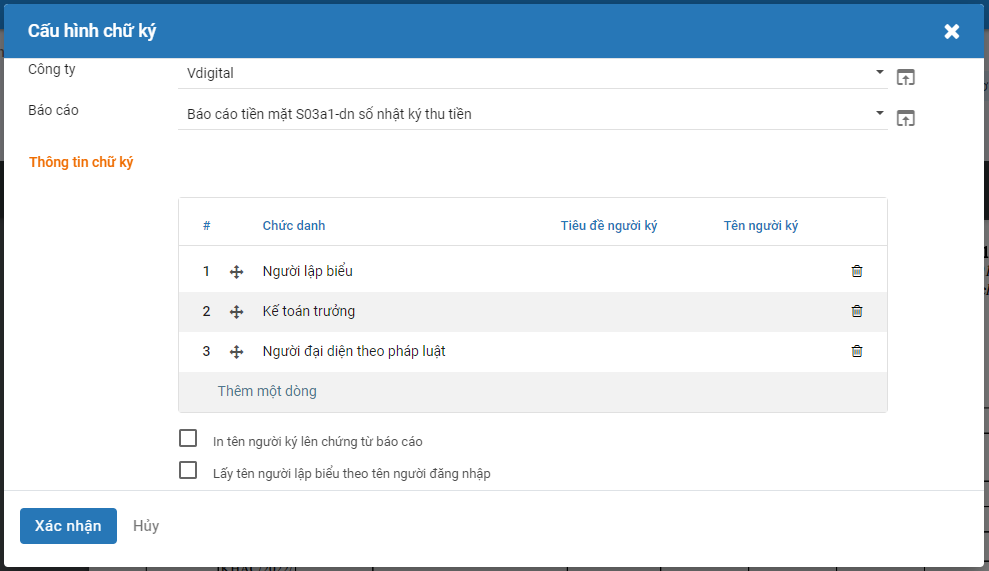 Cấu hình chữ ký
Công ty Vdigital
Báo cáo Báo cáo tiền mặt S03a1-dn số nhật ký thu tiền
Thông tin chữ ký
# Chức danh Tiêu đề người ký Tên người ký
1 Người lập biểu
2 Kế toán trưởng
3 Người đại diện theo pháp luật
Thêm một dòng
In tên người ký lên chứng từ báo cáo
Lấy tên người lập biểu theo tên người đăng nhập
Xác nhận Hủy